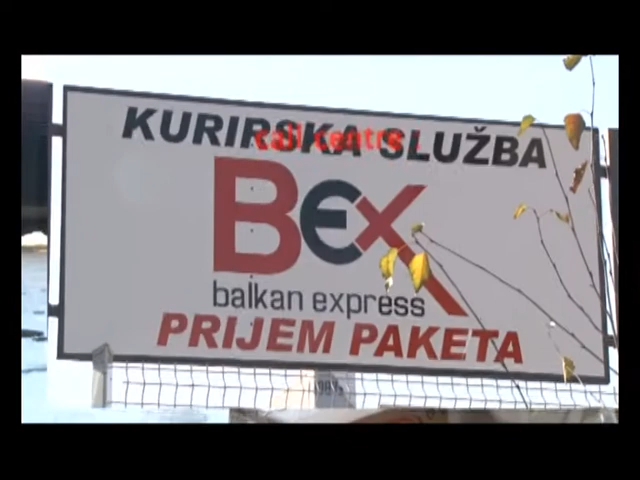 KURIRSKA SLUŽBA
call centre
BEX
balkan express
PRIJEM PAKETA